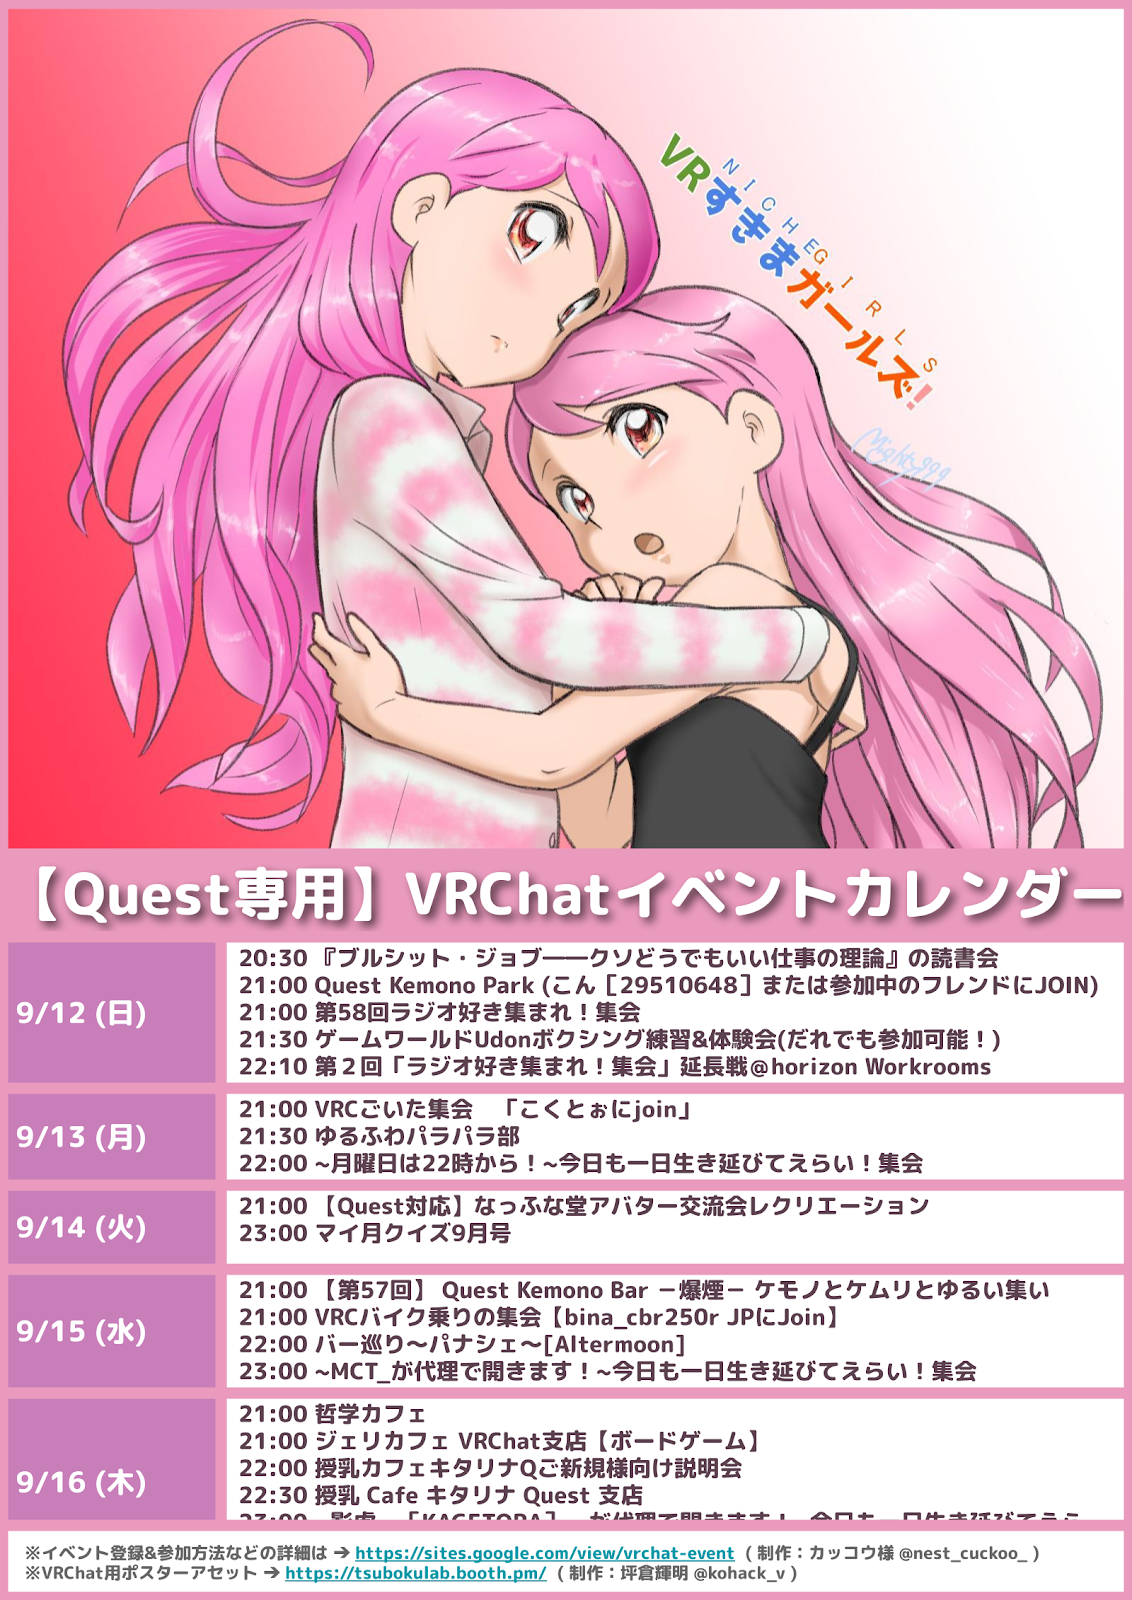 NICHE GIRLS
VRすきまガールズ!
Mighty999
【Quest専用】VRChatイベントカレンダー
9/12 (日)
20:30 『ブルシット・ジョブ――クソどうでもいい仕事の理論』の読書会
21:00 Quest Kemono Park (こん［29510648］または参加中のフレンドにJOIN)
21:00 第58回ラジオ好き集まれ！集会
21:30 ゲームワールドUdonボクシング練習&体験会(だれでも参加可能！)
22:10 第２回「ラジオ好き集まれ！集会」延長戦@horizon Workrooms
9/13 (月)
21:00 VRCごいた集会　「こくとぉにjoin」
21:30 ゆるふわパラパラ部
22:00 ~月曜日は22時から！~今日も一日生き延びてえらい！集会
9/14 (火)
21:00 【Quest対応】なっふな堂アバター交流会レクリエーション
23:00 マイ月クイズ9月号
9/15 (水)
21:00 【第57回】 Quest Kemono Bar －爆煙－ ケモノとケムリとゆるい集い
21:00 VRCバイク乗りの集会【bina_cbr250r JPにJoin】
22:00 バー巡り～パナシェ～[Altermoon]
23:00 ~MCT_が代理で開きます！~今日も一日生き延びてえらい！集会
9/16 (木)
21:00 哲学カフェ
21:00 ジェリカフェ VRChat支店【ボードゲーム】
22:00 授乳カフェキタリナQご新規様向け説明会
22:30 授乳 Cafe キタリナ Quest 支店
※イベント登録&参加方法などの詳細は ➔ https://sites.google.com/view/vrchat-event ( 制作：カッコウ様 @nest_cuckoo_ )
※VRChat用ポスターアセット ➔ https://tsubokulab.booth.pm/ ( 制作：坪倉輝明 @kohack_v )